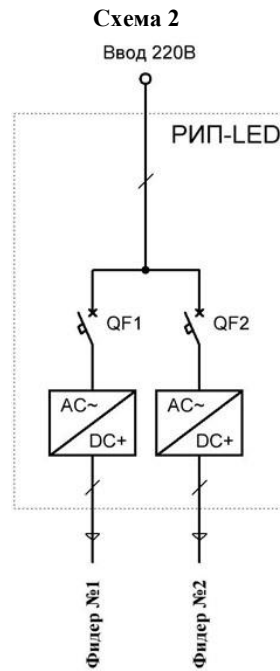 Схема 2
Ввод 220В
РИП-LED
QF1
QF2
AC~
DC+
AC~
DC+
Фидер №1
Фидер №2